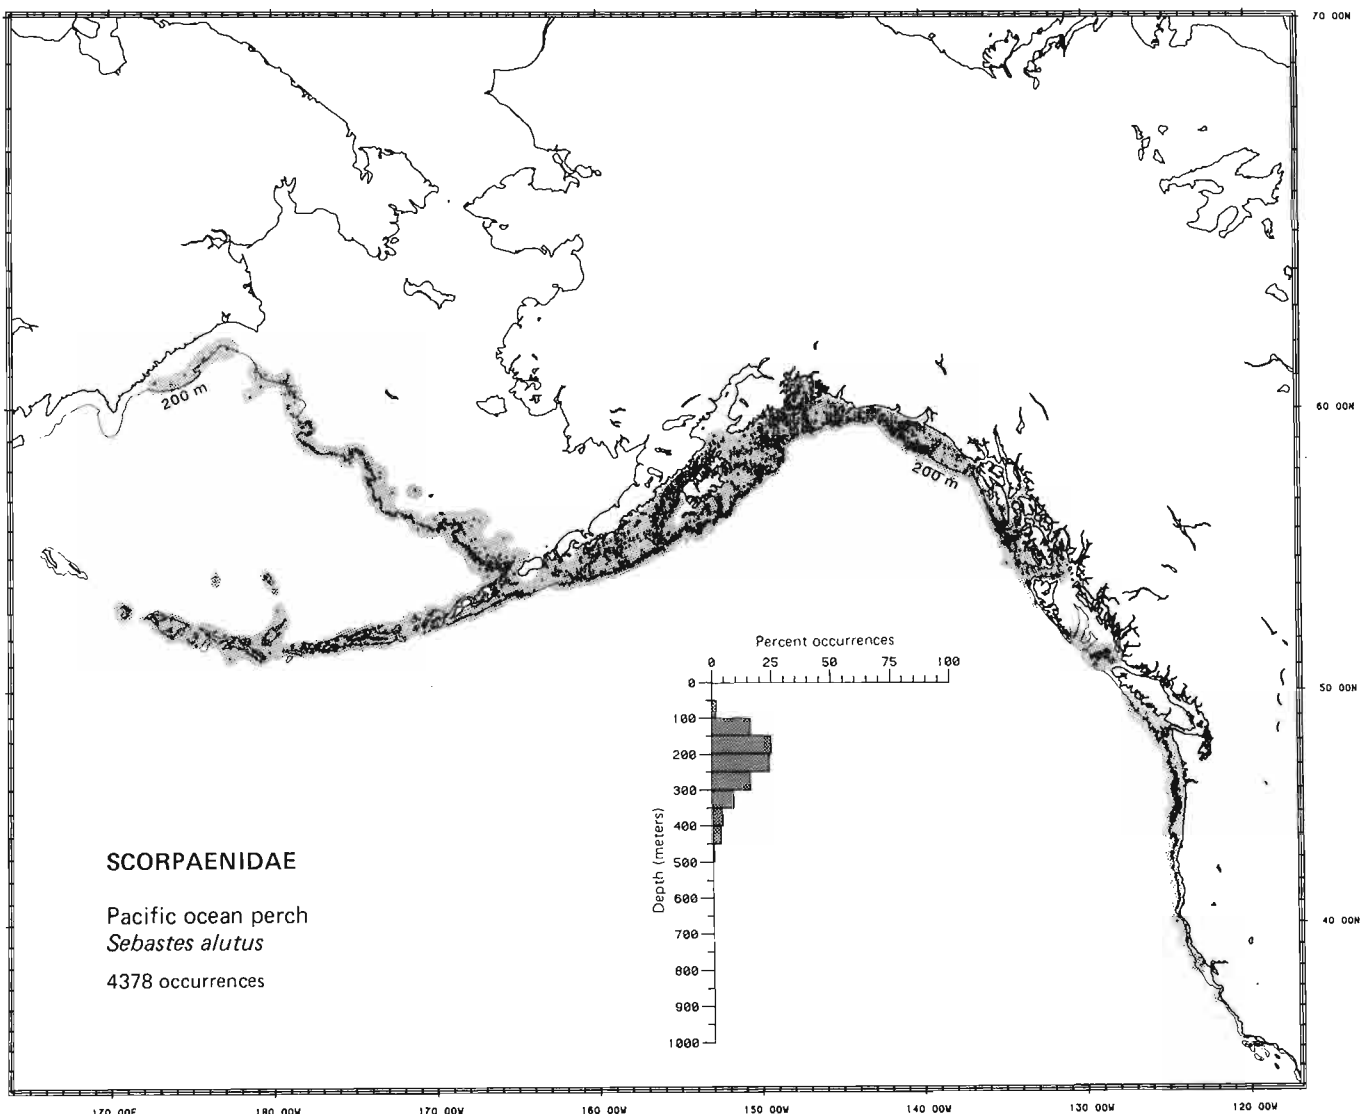 70 00N
200 m
60 00N
200 m
Percent occurrences
0 25 50 75 100
0
50 00N
100
200
300
400
Depth (meters)
500
600
700
800
900
1000
SCORPAENIDAE
Pacific ocean perch
Sebastes alutus
4378 occurrences
40 00N
170 00E 180 00W 170 00W 160 00W 150 00W 140 00W 130 00W 120 00W